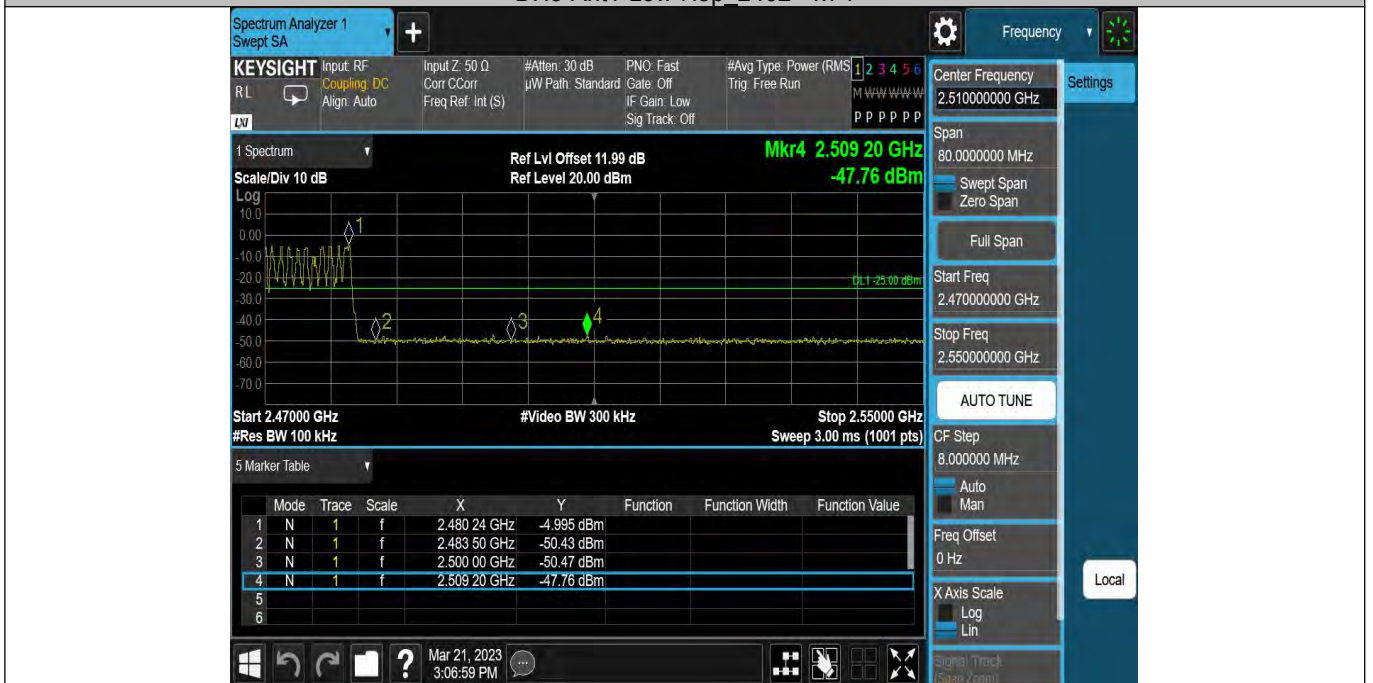 Spectrum Analyzer 1
Swept SA
+
Frequency
KEYSIGHT
RL
LXI
Input: RF
Coupling: DC
Align: Auto
Input Z: 50 Ω
Corr CCorr
Freq Ref: Int (S)
#Atten: 30 dB
µW Path: Standard
PNO: Fast
Gate: Off
IF Gain: Low
Sig Track: Off
#Avg Type: Power (RMS
Trig: Free Run
1 2 3 4 5 6
M W W W W W
P P P P P P
Center Frequency
2.510000000 GHz
Settings
Span
80.0000000 MHz
Swept Span
Zero Span
Full Span
Start Freq
2.470000000 GHz
Stop Freq
2.550000000 GHz
AUTO TUNE
CF Step
8.000000 MHz
Auto
Man
Freq Offset
0 Hz
X Axis Scale
Log
Lin
Signal Track
(Span Zoom)
Local
1 Spectrum
Scale/Div 10 dB
Ref Lvl Offset 11.99 dB
Ref Level 20.00 dBm
Mkr4 2.509 20 GHz
-47.76 dBm
Log
10.0
0.00
-10.0
-20.0
-30.0
-40.0
-50.0
-60.0
-70.0
1
2
3
4
DL1 -25.00 dBm
Start 2.47000 GHz
#Res BW 100 kHz
#Video BW 300 kHz
Stop 2.55000 GHz
Sweep 3.00 ms (1001 pts)
5 Marker Table
Mode Trace Scale X Y Function Function Width Function Value
1 N 1 f 2.480 24 GHz -4.995 dBm
2 N 1 f 2.483 50 GHz -50.43 dBm
3 N 1 f 2.500 00 GHz -50.47 dBm
4 N 1 f 2.509 20 GHz -47.76 dBm
5
6
?
Mar 21, 2023
3:06:59 PM